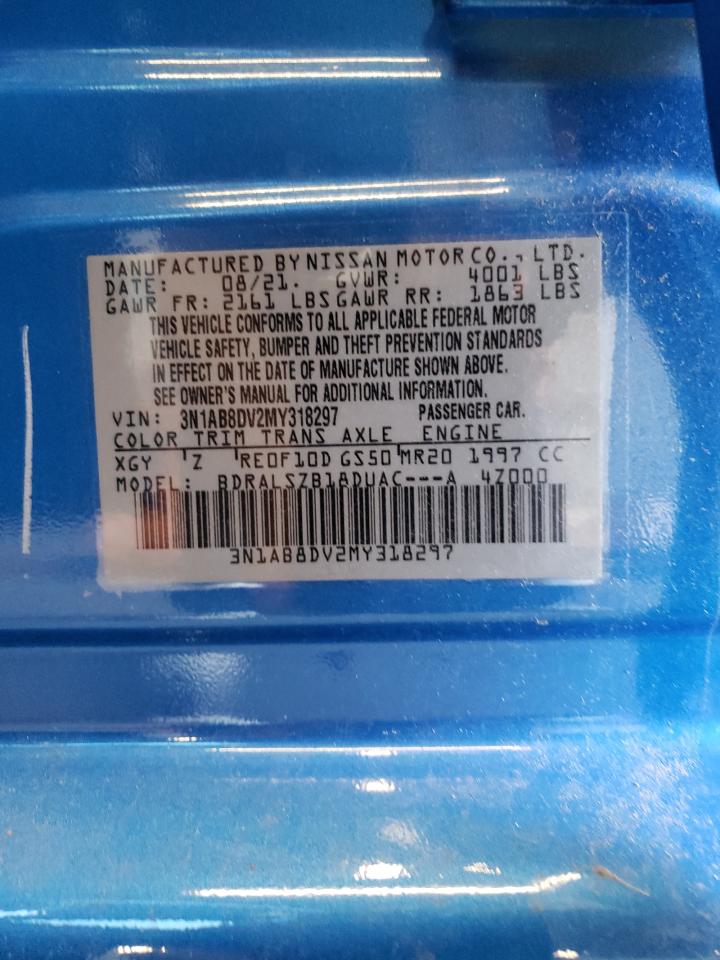 MANUFACTURED BY NISSAN MOTOR CO., LTD.
DATE: 08/21. GVWR: 4001 LBS
GAWR FR: 2161 LBS GAWR RR: 1863 LBS
THIS VEHICLE CONFORMS TO ALL APPLICABLE FEDERAL MOTOR
VEHICLE SAFETY, BUMPER AND THEFT PREVENTION STANDARDS
IN EFFECT ON THE DATE OF MANUFACTURE SHOWN ABOVE.
SEE OWNER'S MANUAL FOR ADDITIONAL INFORMATION.
VIN: 3N1AB8DV2MY318297 PASSENGER CAR.
COLOR TRIM TRANS AXLE ENGINE
XGY Z RE0F10D GS50 MR20 1997 CC
MODEL: BDRALSZB18DUAC---A 4Z000
3N1AB8DV2MY318297